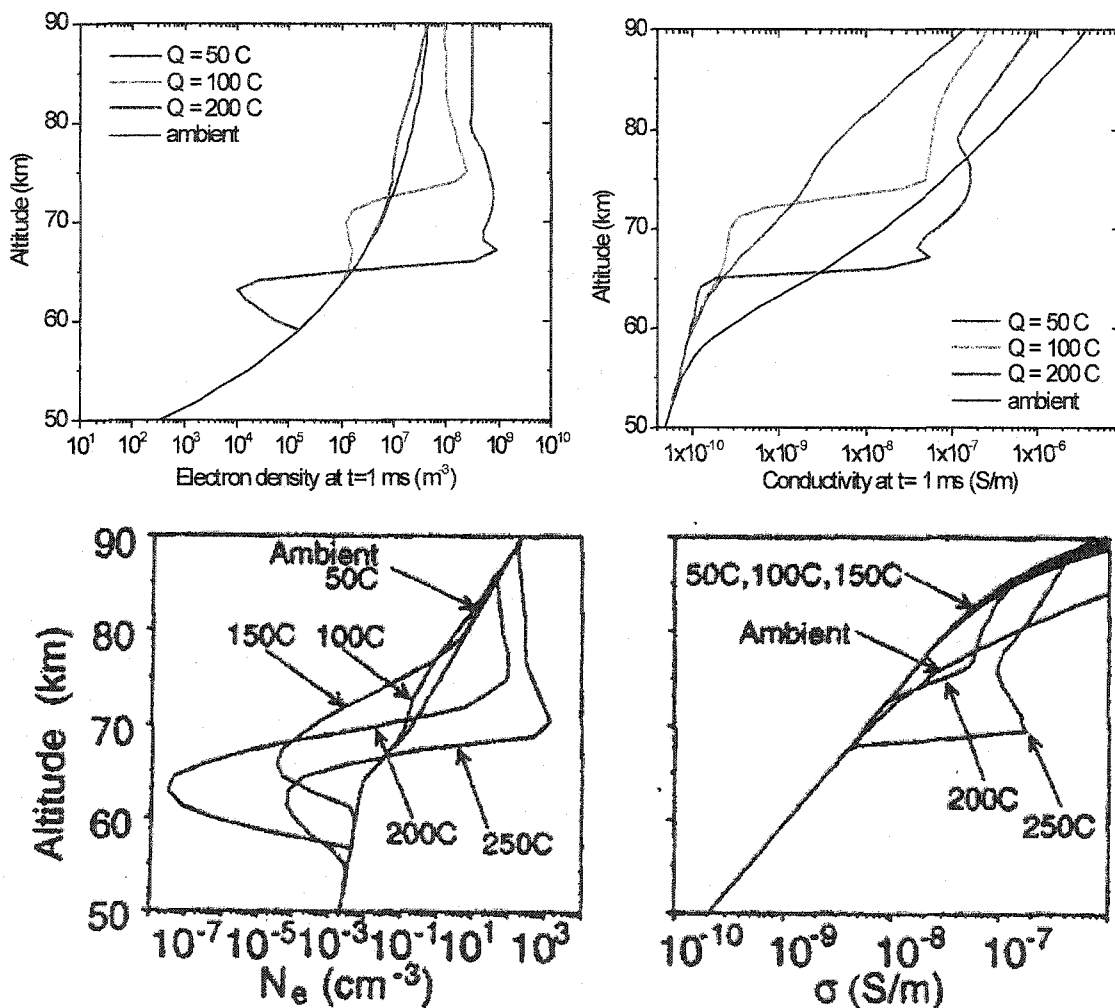 90
80
70
60
50
Altitude (km)
Q = 50 C
Q = 100 C
Q = 200 C
ambient
10¹ 10² 10³ 10⁴ 10⁵ 10⁶ 10⁷ 10⁸ 10⁹ 10¹⁰
Electron density at t=1 ms (m³)
90
80
70
60
50
Altitude (km)
Q = 50 C
Q = 100 C
Q = 200 C
ambient
1x10⁻¹⁰ 1x10⁻⁹ 1x10⁻⁸ 1x10⁻⁷ 1x10⁻⁶
Conductivity at t= 1 ms (S/m)
90
80
70
60
50
Altitude (km)
Ambient
50C
150C 100C
200C 250C
10⁻⁷ 10⁻⁵ 10⁻³ 10⁻¹ 10¹ 10³
Nₑ (cm⁻³)
50C,100C,150C
Ambient
200C
250C
10⁻¹⁰ 10⁻⁹ 10⁻⁸ 10⁻⁷
σ (S/m)